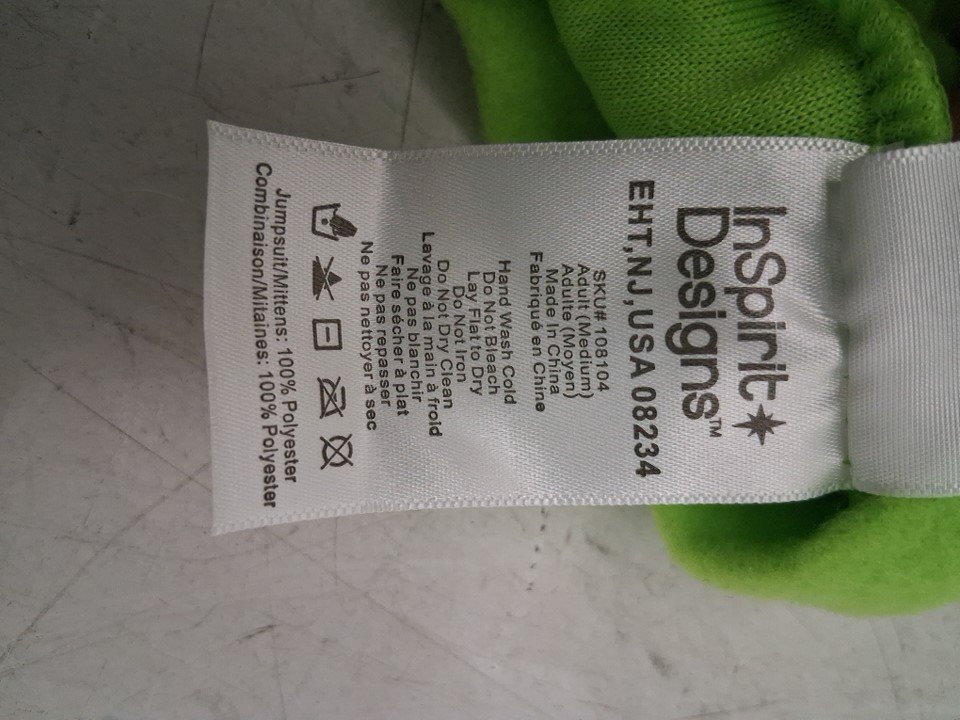 InSpirit
Designs™
EHT,NJ,USA 08234
SKU# 108104
Adult (Medium)
Adulte (Moyen)
Made In China
Fabriqué en Chine
Hand Wash Cold
Do Not Bleach
Lay Flat to Dry
Do Not Iron
Do Not Dry Clean
Lavage à la main à froid
Ne pas blanchir
Faire sécher à plat
Ne pas repasser
Ne pas nettoyer à sec
Jumpsuit/Mittens: 100% Polyester
Combinaison/Mitaines: 100% Polyester